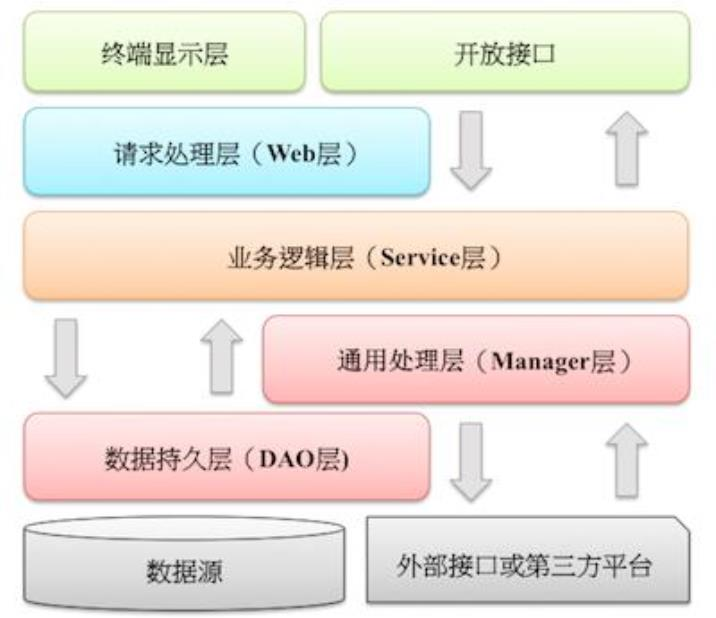 终端显示层
开放接口
请求处理层（Web层）
业务逻辑层（Service层）
通用处理层（Manager层）
数据持久层（DAO层)
数据源
外部接口或第三方平台